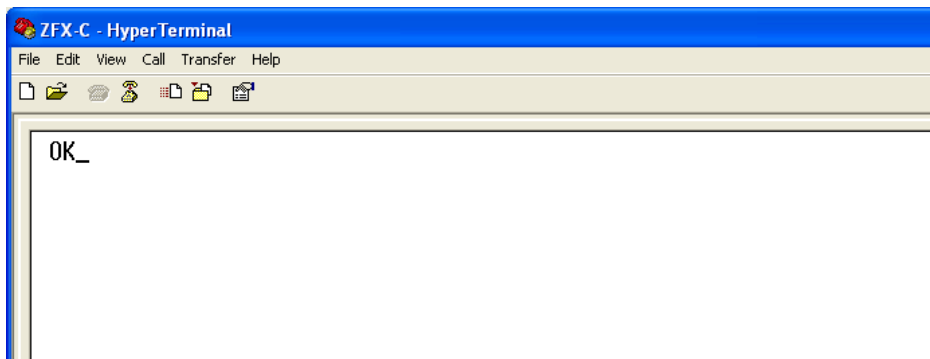 ZFX-C - HyperTerminal
File Edit View Call Transfer Help
OK_